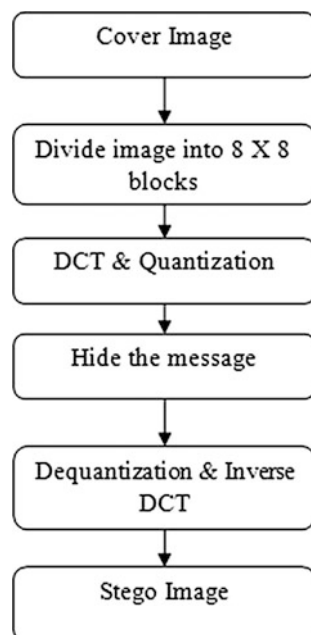 Cover Image
Divide image into 8 X 8
blocks
DCT & Quantization
Hide the message
Dequantization & Inverse
DCT
Stego Image